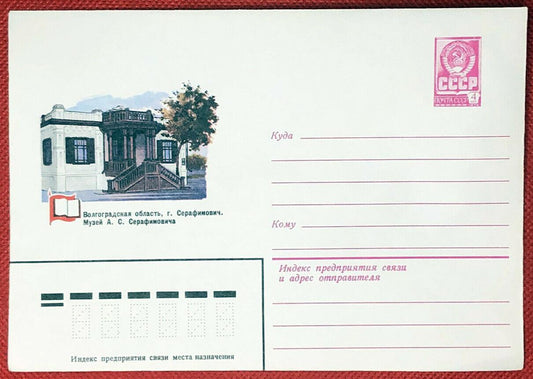 СССР
ПОЧТА СССР 4
Куда
Волгоградская область, г. Серафимович.
Музей А. С. Серафимовича
Кому
Индекс предприятия связи
и адрес отправителя
Индекс предприятия связи места назначения